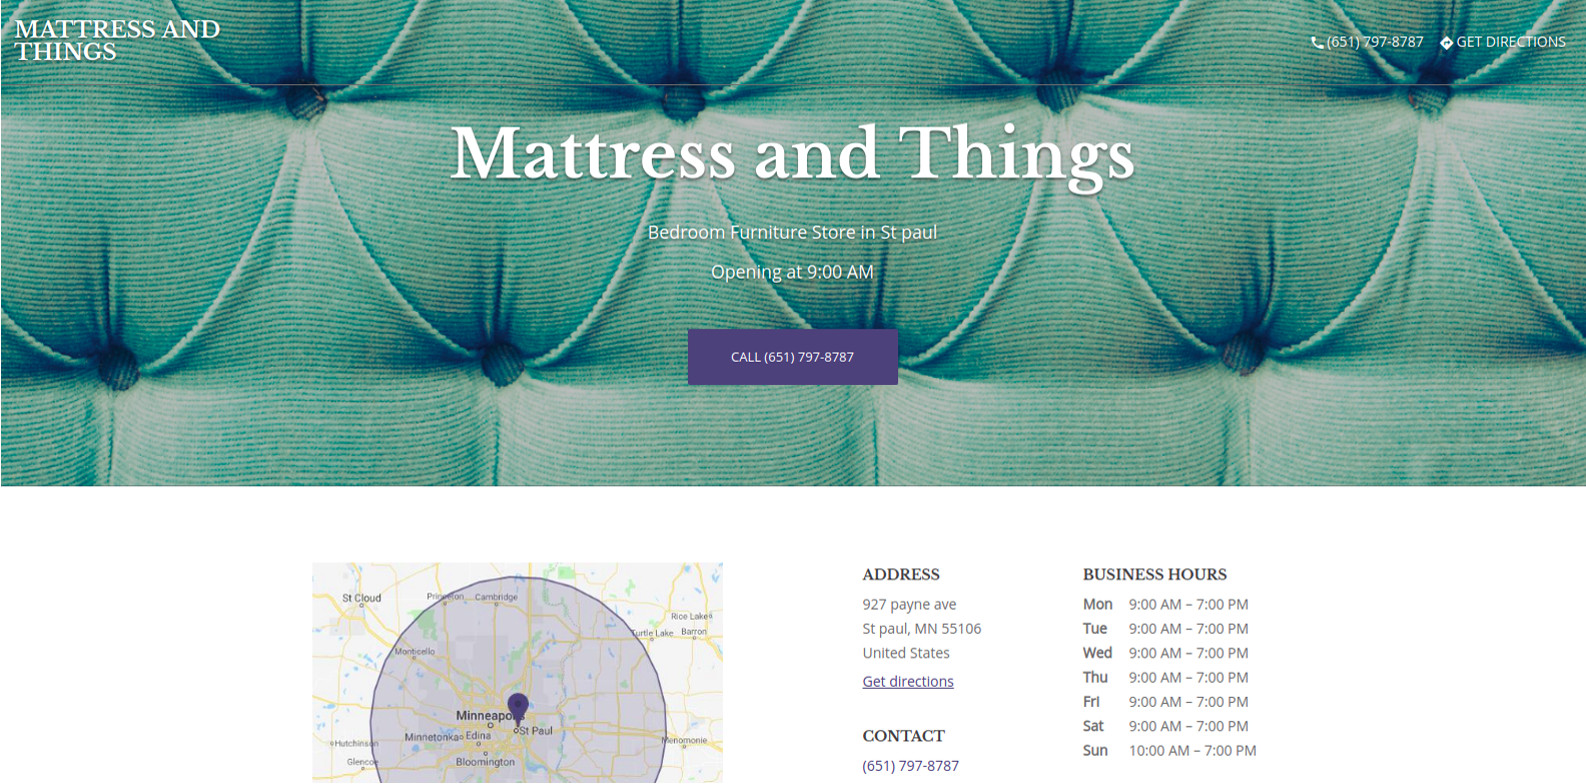 MATTRESS AND
THINGS
(651) 797-8787
GET DIRECTIONS
Mattress and Things
Bedroom Furniture Store in St paul
Opening at 9:00 AM
CALL (651) 797-8787
St Cloud
Princeton
Cambridge
Rice Lake
Turtle Lake
Barron
Monticello
Minneapolis
St Paul
Minnetonka
Edina
Menomonie
Hutchinson
Glencoe
Bloomington
ADDRESS
927 payne ave
St paul, MN 55106
United States
Get directions
CONTACT
(651) 797-8787
BUSINESS HOURS
Mon 9:00 AM – 7:00 PM
Tue 9:00 AM – 7:00 PM
Wed 9:00 AM – 7:00 PM
Thu 9:00 AM – 7:00 PM
Fri 9:00 AM – 7:00 PM
Sat 9:00 AM – 7:00 PM
Sun 10:00 AM – 7:00 PM